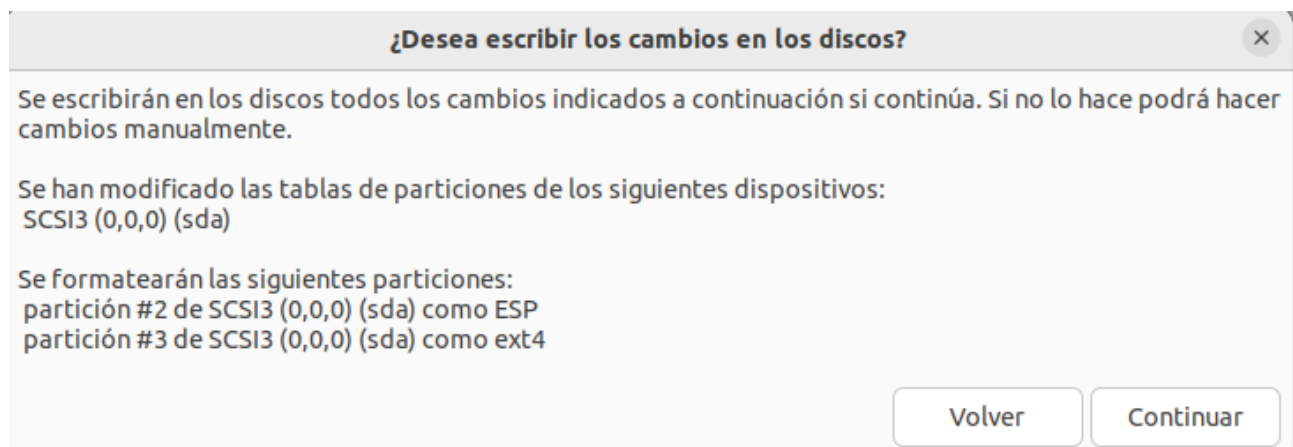 ¿Desea escribir los cambios en los discos?
Se escribirán en los discos todos los cambios indicados a continuación si continúa. Si no lo hace podrá hacer
cambios manualmente.
Se han modificado las tablas de particiones de los siguientes dispositivos:
SCSI3 (0,0,0) (sda)
Se formatearán las siguientes particiones:
partición #2 de SCSI3 (0,0,0) (sda) como ESP
partición #3 de SCSI3 (0,0,0) (sda) como ext4
Volver Continuar